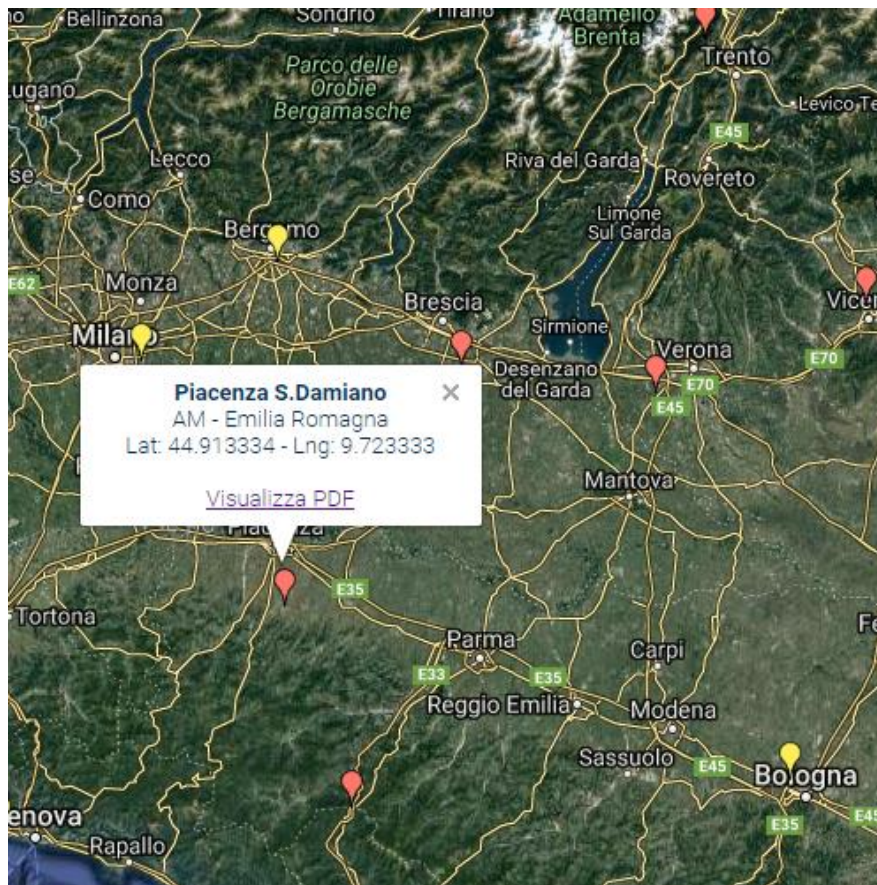 Bellinzona
Sondrio
Tirano
Adamello
Brenta
Parco delle
Orobie
Bergamasche
Trento
Levico Te
E45
Lecco
Riva del Garda
Rovereto
Como
Limone
Sul Garda
Bergamo
E62
Monza
Brescia
Milano
Sirmione
Verona
E70
Desenzano
del Garda
E70
E45
Piacenza S.Damiano
AM - Emilia Romagna
Lat: 44.913334 - Lng: 9.723333
Visualizza PDF
Mantova
Piacenza
E35
Tortona
Parma
Carpi
E33
E35
Reggio Emilia
Modena
Sassuolo
E45
Bologna
enova
E35
E45
Rapallo